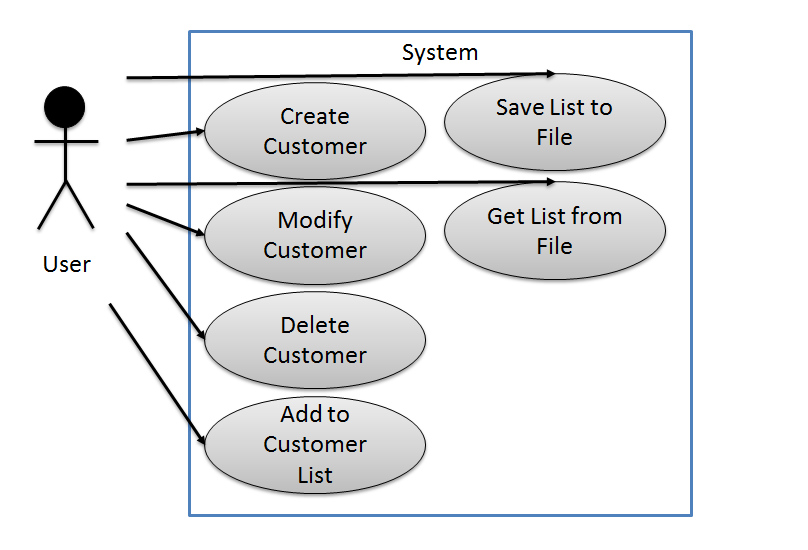 System
Create
Customer
Save List to
File
Modify
Customer
Get List from
File
User
Delete
Customer
Add to
Customer
List